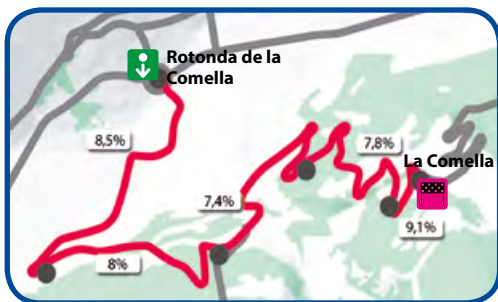 Rotonda de la
Comella
8,5%
7,8%
La Comella
7,4%
9,1%
8%